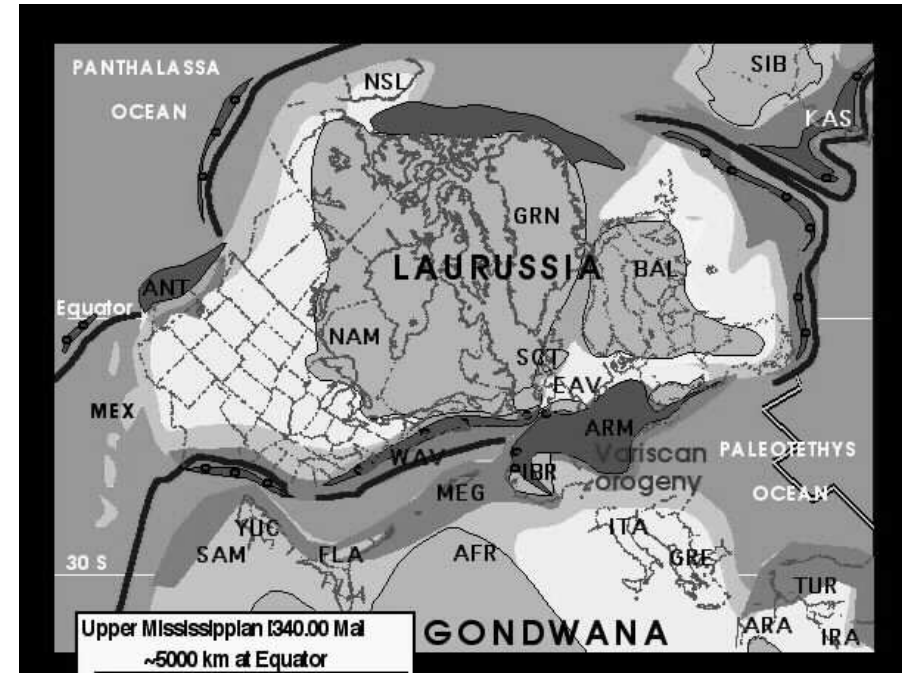 PANTHALASSA
OCEAN
NSL
SIB
KAS
GRN
LAURUSSIA
BAL
ANT
Equator
NAM
SCT
EAV
MEX
ARM
WAV
Variscan
orogeny
PALEOTETHYS
OCEAN
IBR
MEG
YUC
SAM
FLA
AFR
ITA
GRE
30 S
TUR
ARA
IRA
GONDWANA
Upper Mississippian [340.00 Ma]
~5000 km at Equator